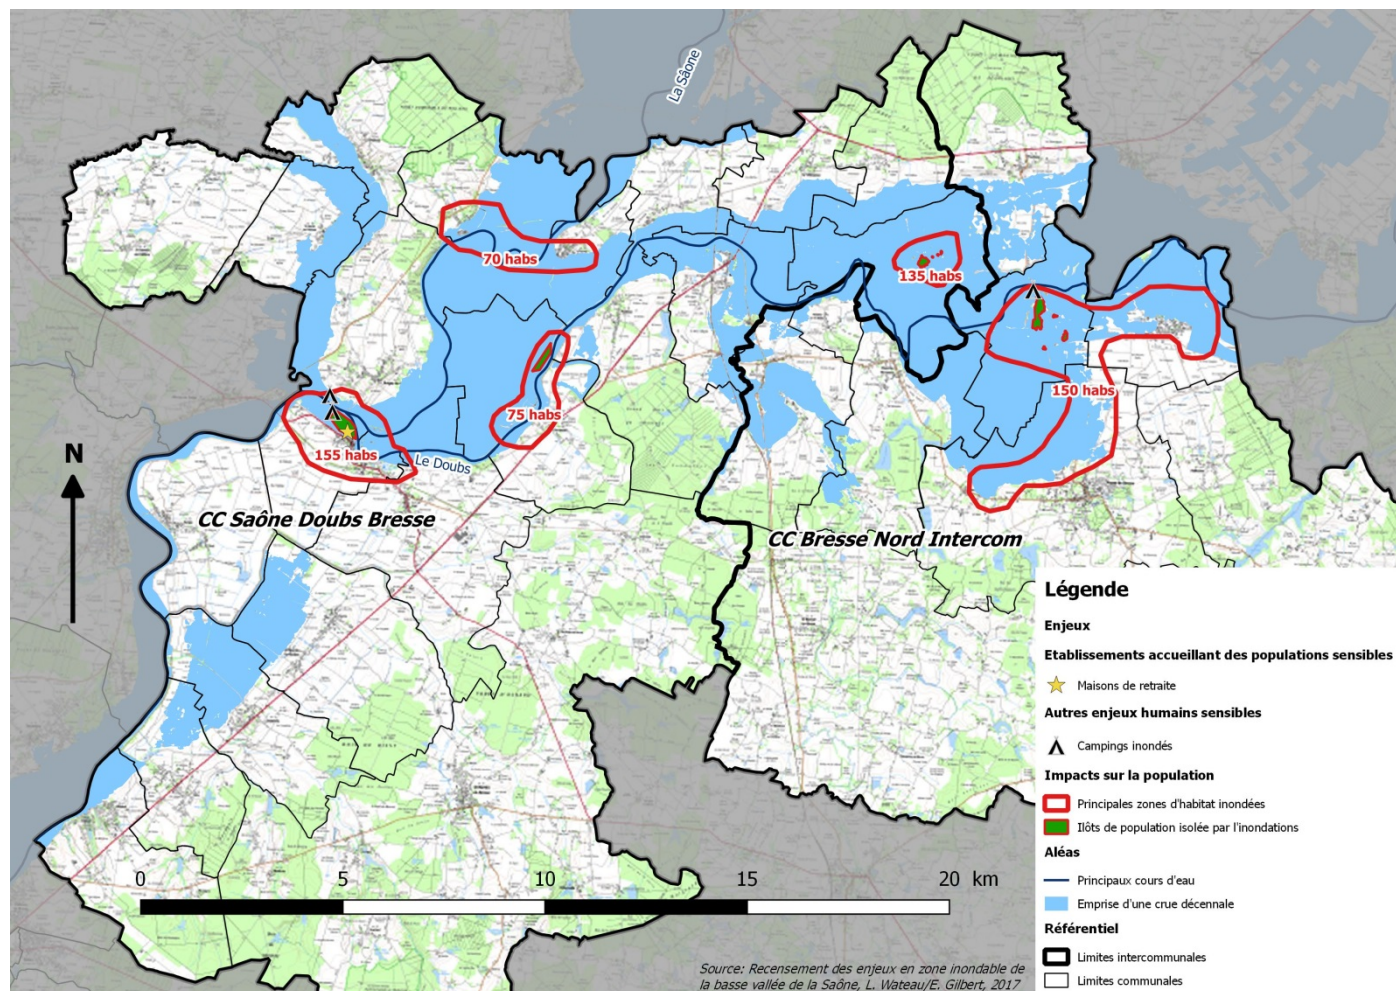 La Saône
70 habs
135 habs
150 habs
75 habs
155 habs
Le Doubs
N
CC Saône Doubs Bresse
CC Bresse Nord Intercom
0 5 10 15 20 km
Source: Recensement des enjeux en zone inondable de
la basse vallée de la Saône, L. Wateau/E. Gilbert, 2017
Légende
Enjeux
Etablissements accueillant des populations sensibles
Maisons de retraite
Autres enjeux humains sensibles
Campings inondés
Impacts sur la population
Principales zones d'habitat inondées
Ilôts de population isolée par l'inondations
Aléas
Principaux cours d'eau
Emprise d'une crue décennale
Référentiel
Limites intercommunales
Limites communales